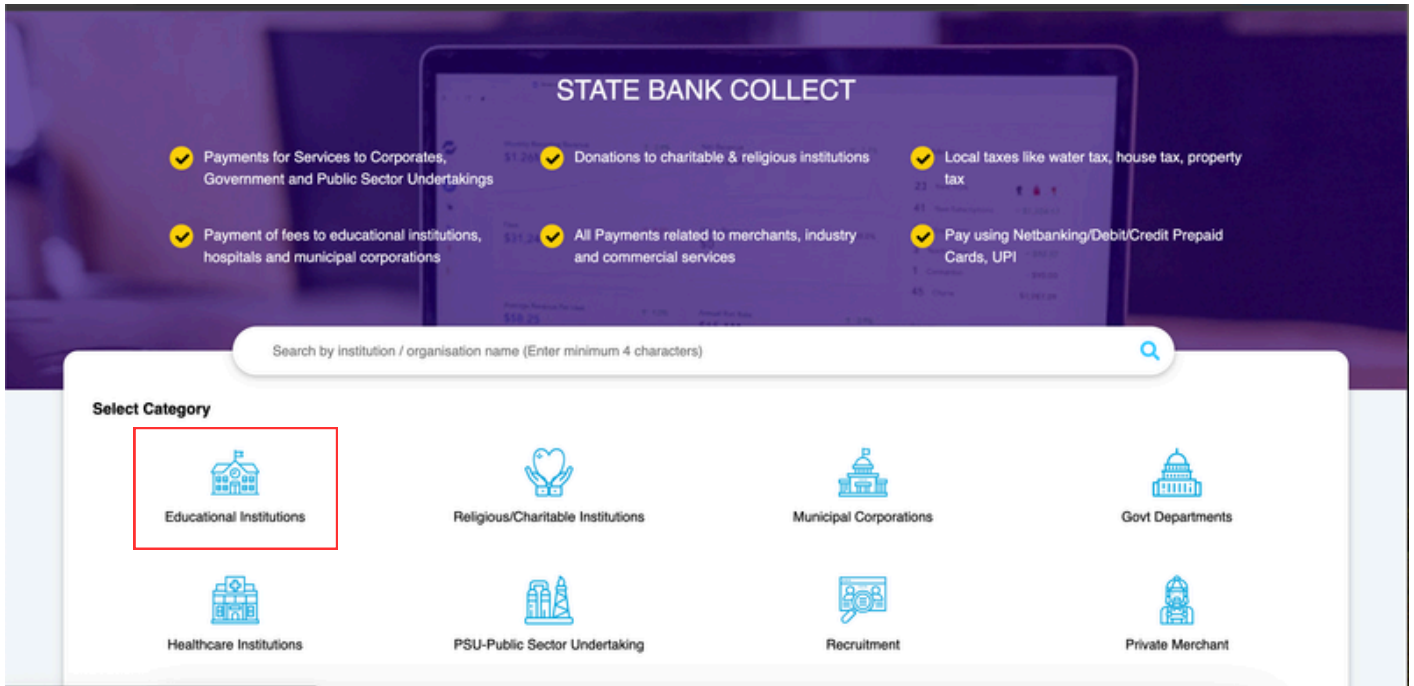 STATE BANK COLLECT
Payments for Services to Corporates,
Government and Public Sector Undertakings
Donations to charitable & religious institutions
Local taxes like water tax, house tax, property
tax
Payment of fees to educational institutions,
hospitals and municipal corporations
All Payments related to merchants, industry
and commercial services
Pay using Netbanking/Debit/Credit Prepaid
Cards, UPI
Search by institution / organisation name (Enter minimum 4 characters)
Select Category
Educational Institutions
Religious/Charitable Institutions
Municipal Corporations
Govt Departments
Healthcare Institutions
PSU-Public Sector Undertaking
Recruitment
Private Merchant